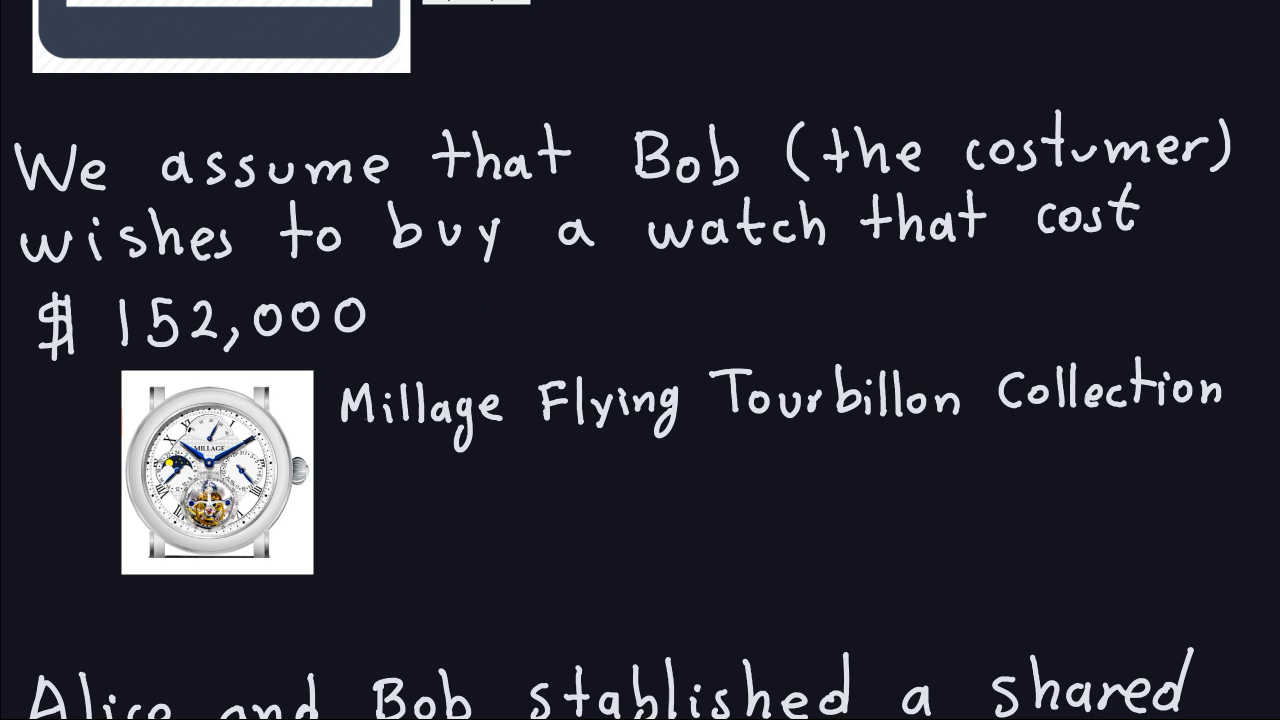 We assume that Bob (the costumer)
wishes to buy a watch that cost
$ 152,000
Millage Flying Tourbillon Collection
MILLAGE
Alice and Bob stablished a shared